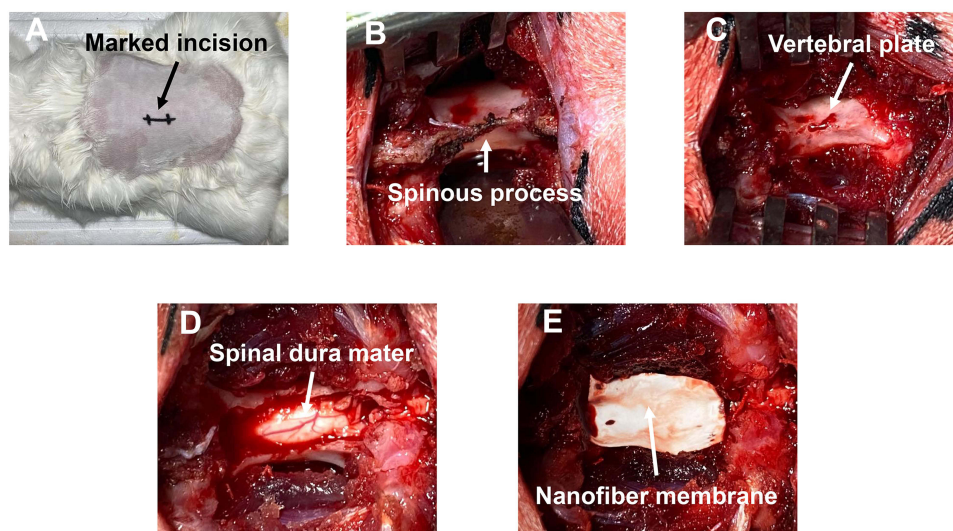 A
Marked incision
B
Spinous process
C
Vertebral plate
D
Spinal dura mater
E
Nanofiber membrane